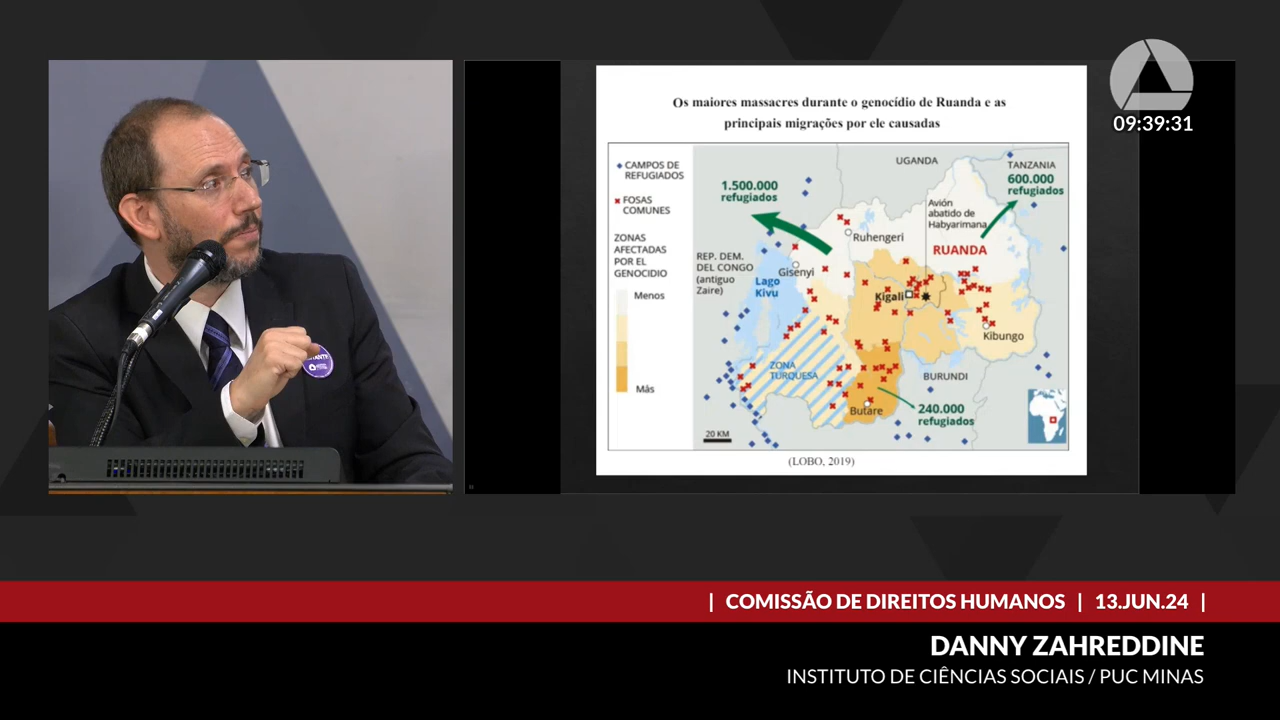 09:39:31
Os maiores massacres durante o genocídio de Ruanda e as
principais migrações por ele causadas
CAMPOS DE
REFUGIADOS
FOSAS
COMUNES
ZONAS
AFECTADAS
POR EL
GENOCIDIO
Menos
Más
1.500.000
refugiados
UGANDA
TANZANIA
600.000
refugiados
Avión
abatido de
Habyarimana
RUANDA
REP. DEM.
DEL CONGO
(antiguo
Zaire)
Ruhengeri
Gisenyi
Lago
Kivu
Kigali
Kibungo
ZONA
TURQUESA
BURUNDI
Butare
240.000
refugiados
20 KM
(LOBO, 2019)
| COMISSÃO DE DIREITOS HUMANOS | 13.JUN.24 |
DANNY ZAHREDDINE
INSTITUTO DE CIÊNCIAS SOCIAIS / PUC MINAS